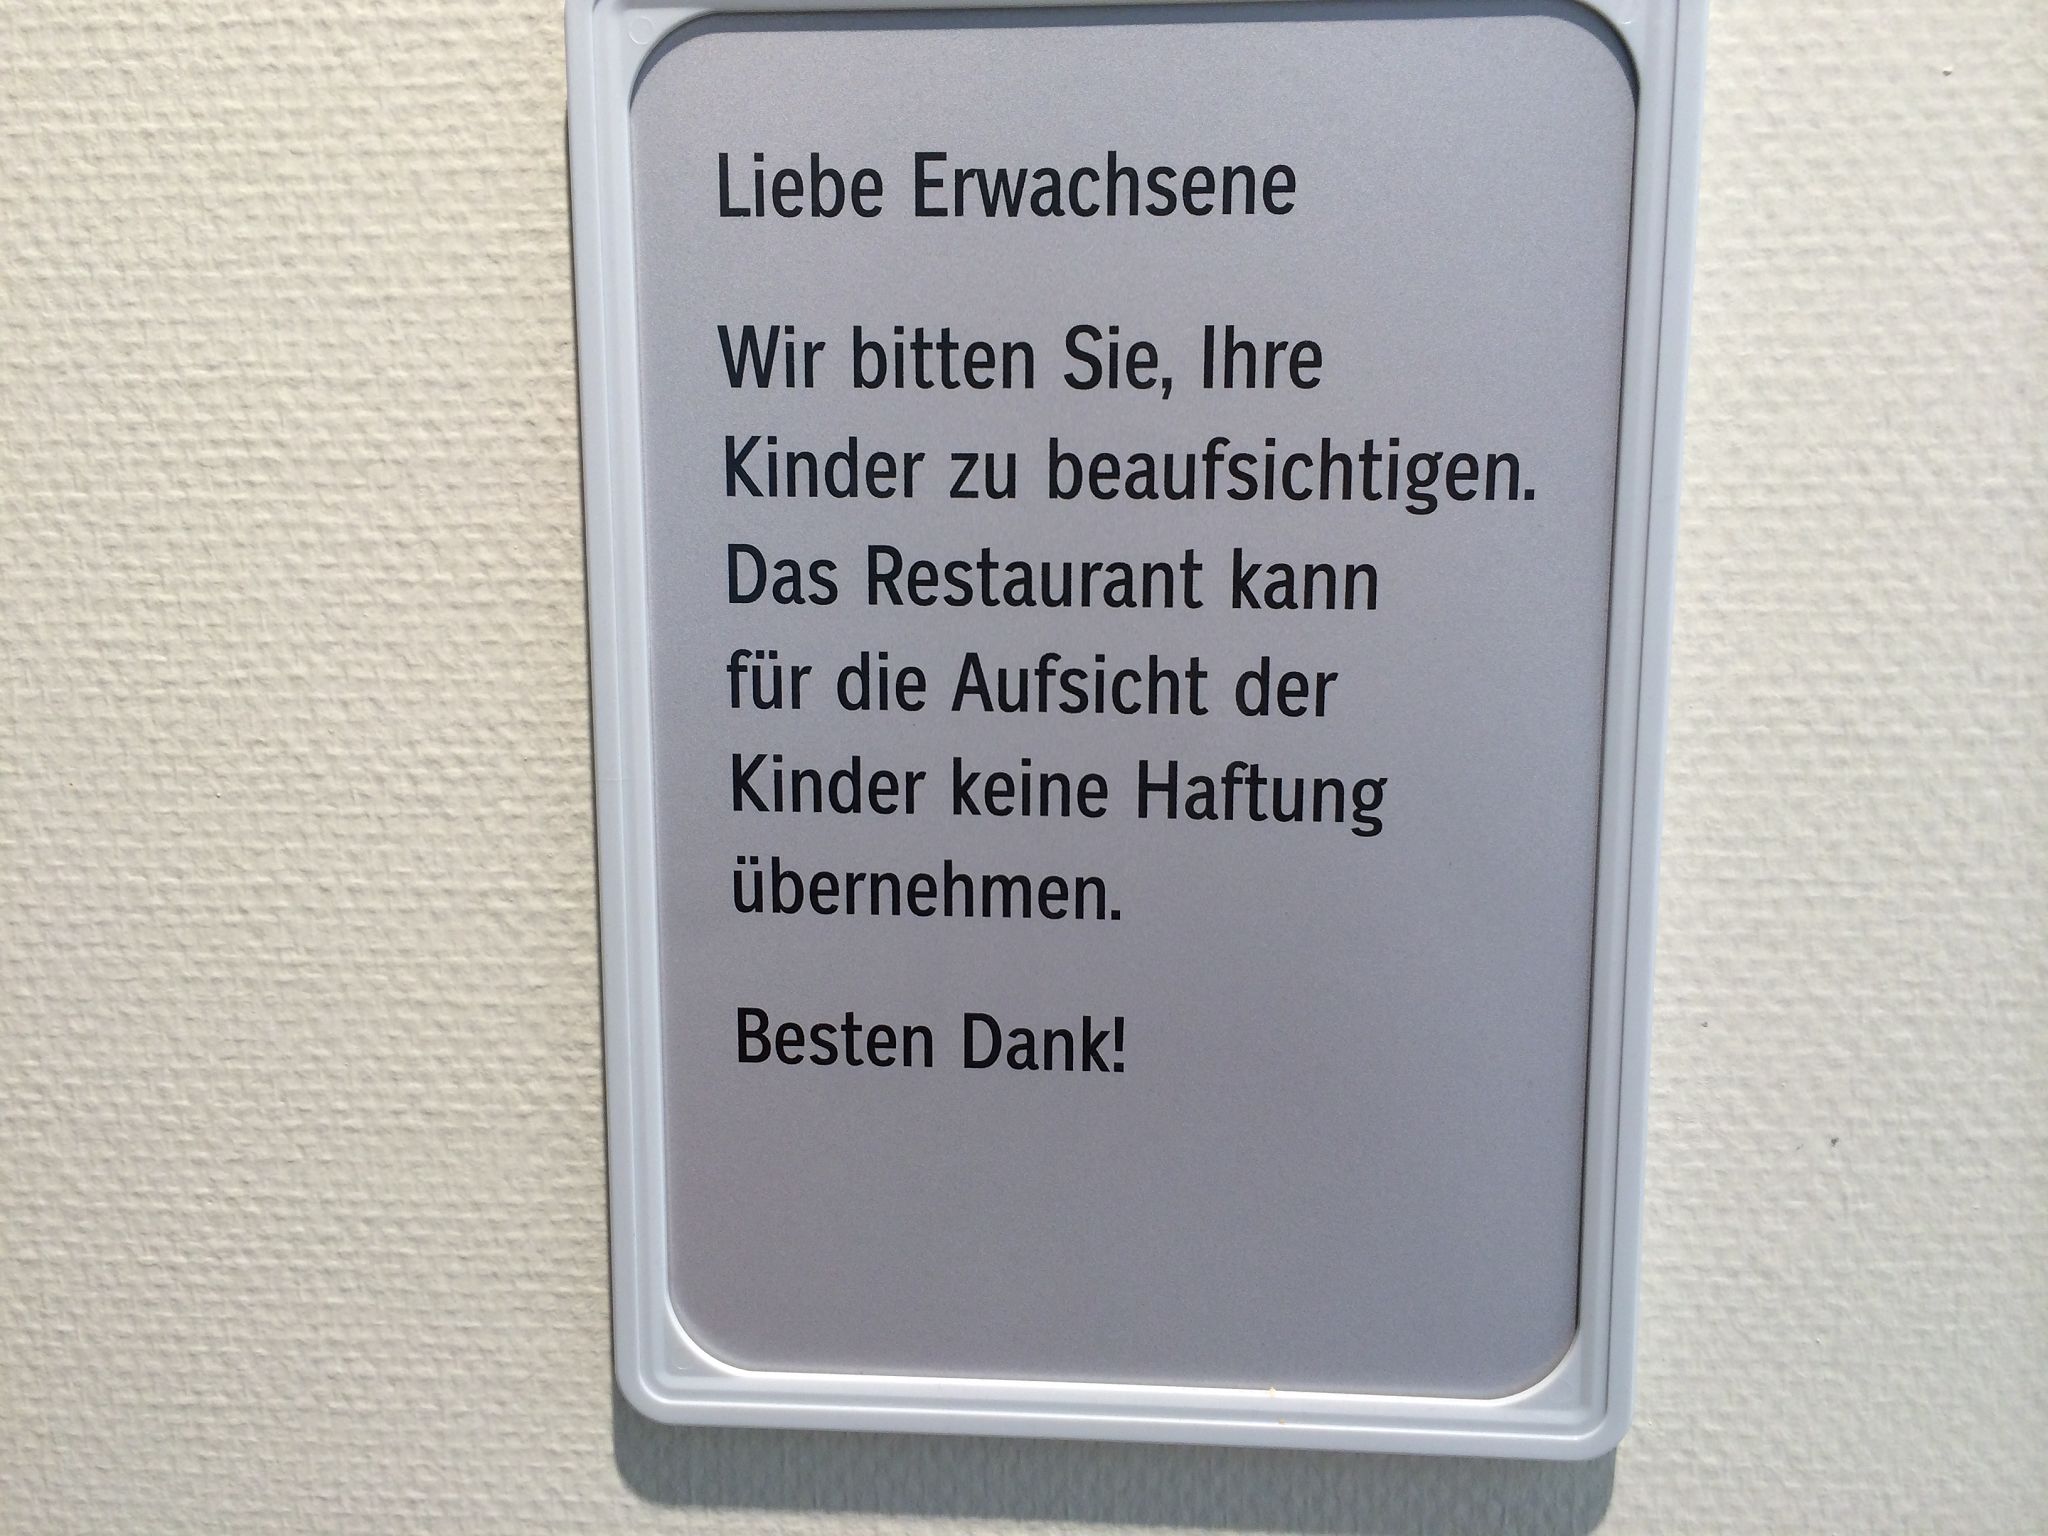 Liebe Erwachsene
Wir bitten Sie, Ihre
Kinder zu beaufsichtigen.
Das Restaurant kann
für die Aufsicht der
Kinder keine Haftung
übernehmen.
Besten Dank!